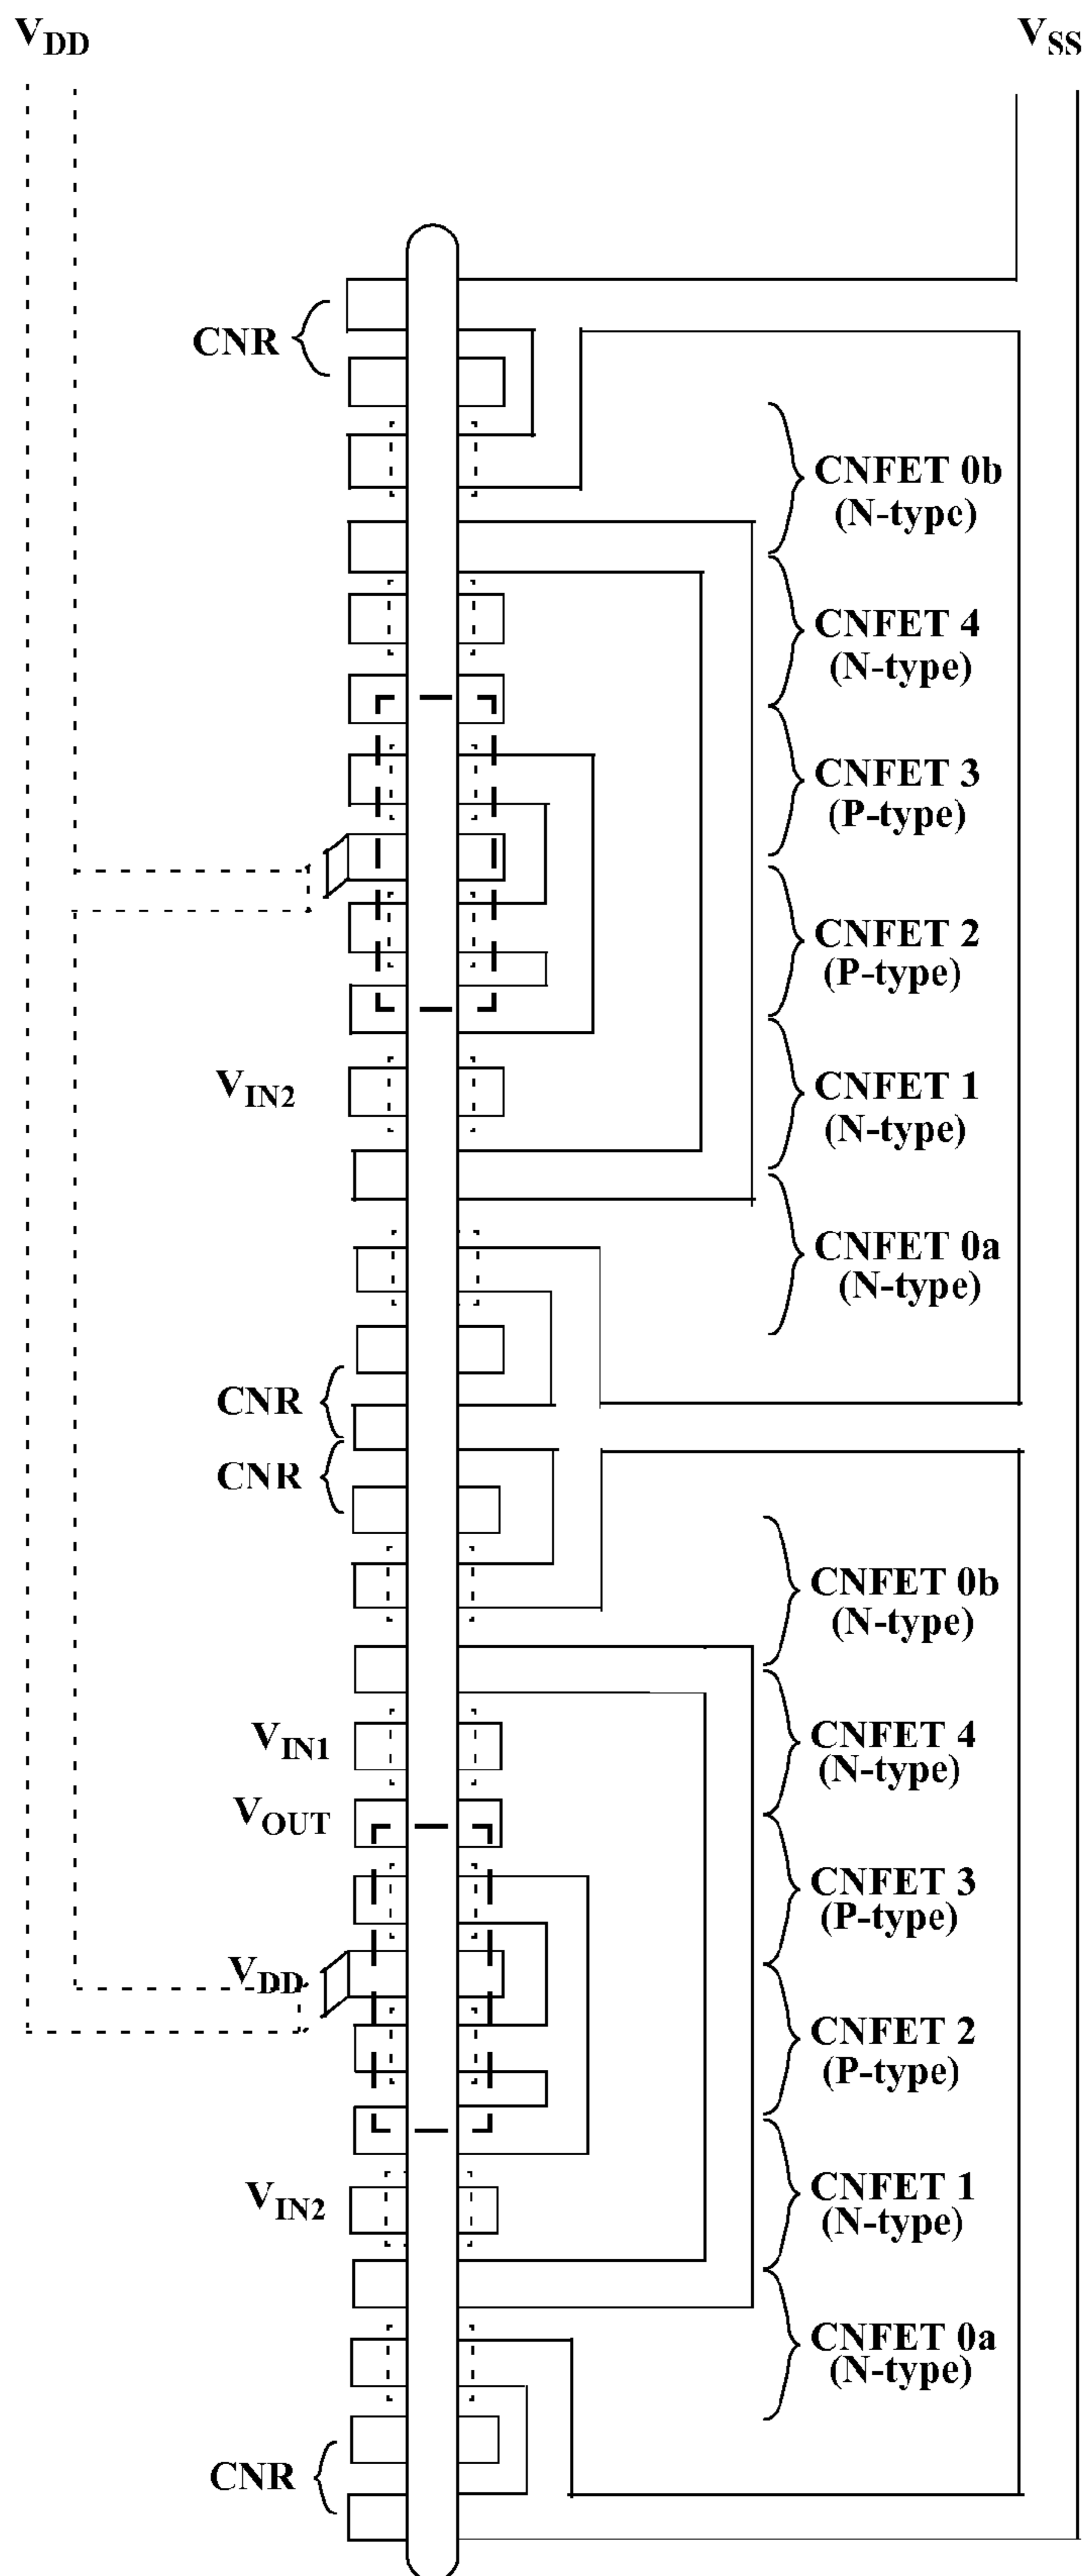 VDD
VSS
CNR
CNFET 0b
(N-type)
CNFET 4
(N-type)
CNFET 3
(P-type)
CNFET 2
(P-type)
VIN2
CNFET 1
(N-type)
CNFET 0a
(N-type)
CNR
CNR
CNFET 0b
(N-type)
VIN1
CNFET 4
(N-type)
VOUT
CNFET 3
(P-type)
VDD
CNFET 2
(P-type)
VIN2
CNFET 1
(N-type)
CNFET 0a
(N-type)
CNR